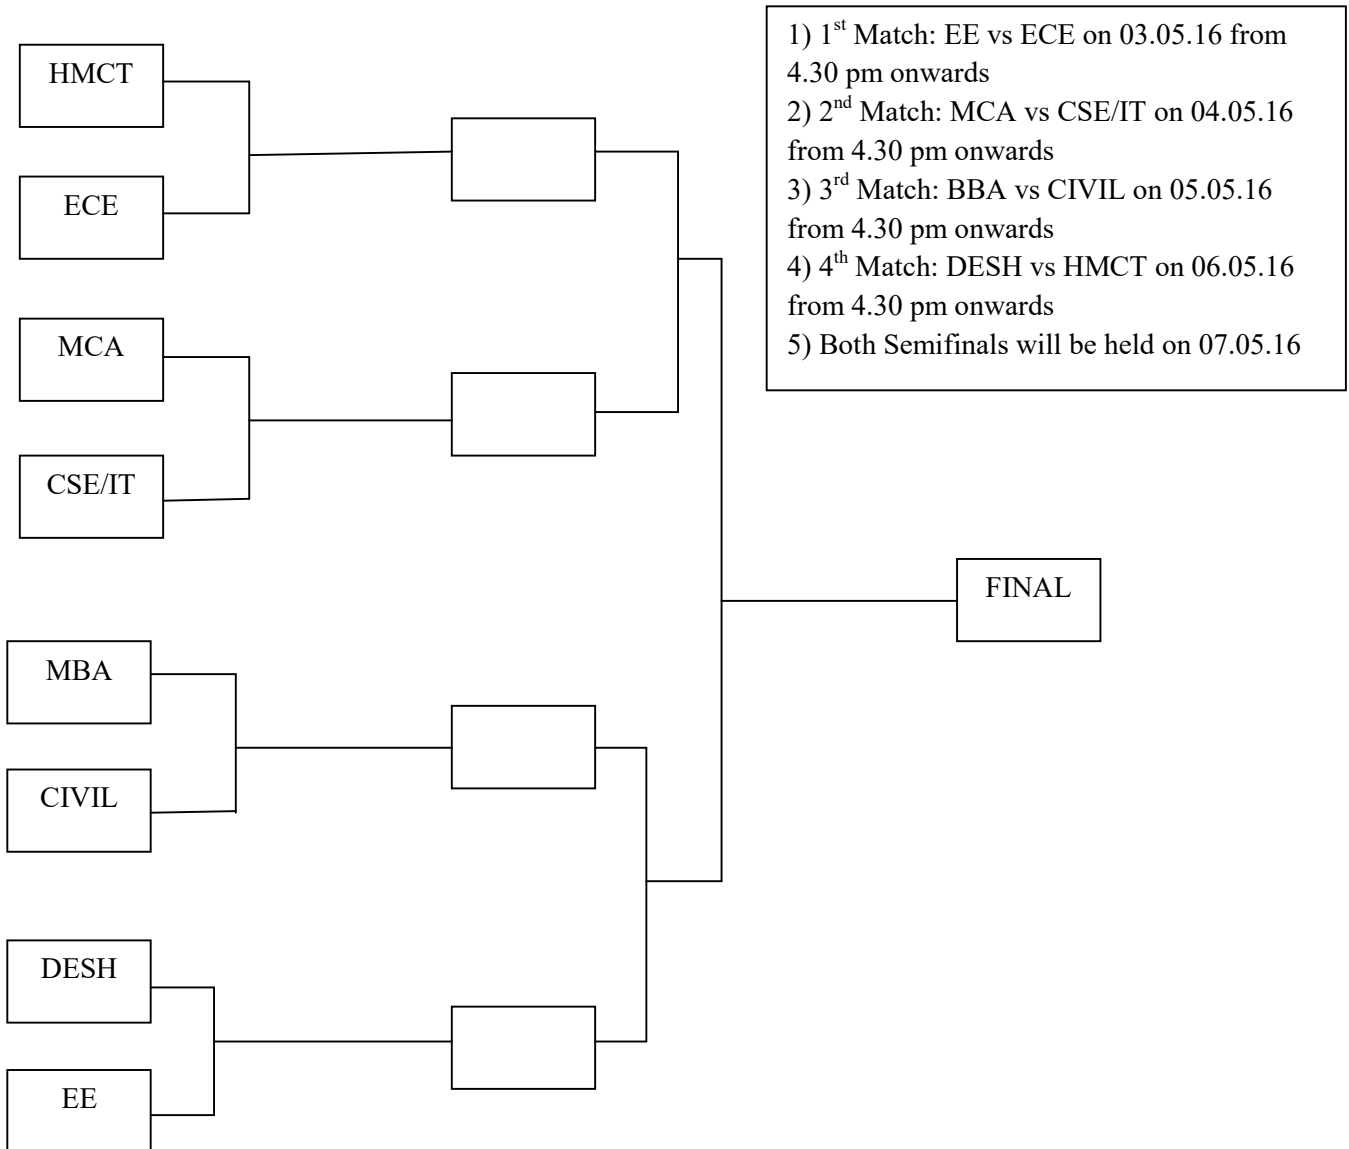 HMCT
ECE
MCA
CSE/IT
MBA
CIVIL
DESH
EE
FINAL
1) 1st Match: EE vs ECE on 03.05.16 from
4.30 pm onwards
2) 2nd Match: MCA vs CSE/IT on 04.05.16
from 4.30 pm onwards
3) 3rd Match: BBA vs CIVIL on 05.05.16
from 4.30 pm onwards
4) 4th Match: DESH vs HMCT on 06.05.16
from 4.30 pm onwards
5) Both Semifinals will be held on 07.05.16